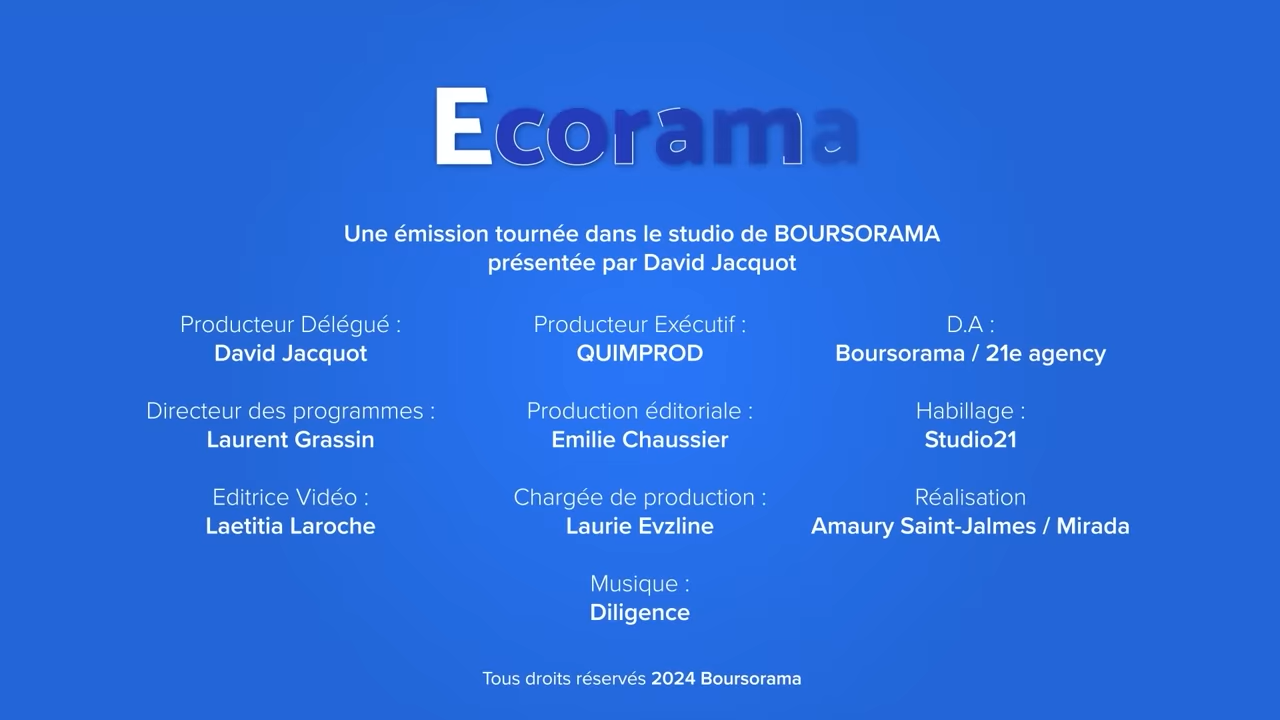 Ecorama
Une émission tournée dans le studio de BOURSORAMA
présentée par David Jacquot
Producteur Délégué :
David Jacquot
Producteur Exécutif :
QUIMPROD
D.A :
Boursorama / 21e agency
Directeur des programmes :
Laurent Grassin
Production éditoriale :
Emilie Chaussier
Habillage :
Studio21
Editrice Vidéo :
Laetitia Laroche
Chargée de production :
Laurie Evzline
Réalisation
Amaury Saint-Jalmes / Mirada
Musique :
Diligence
Tous droits réservés 2024 Boursorama